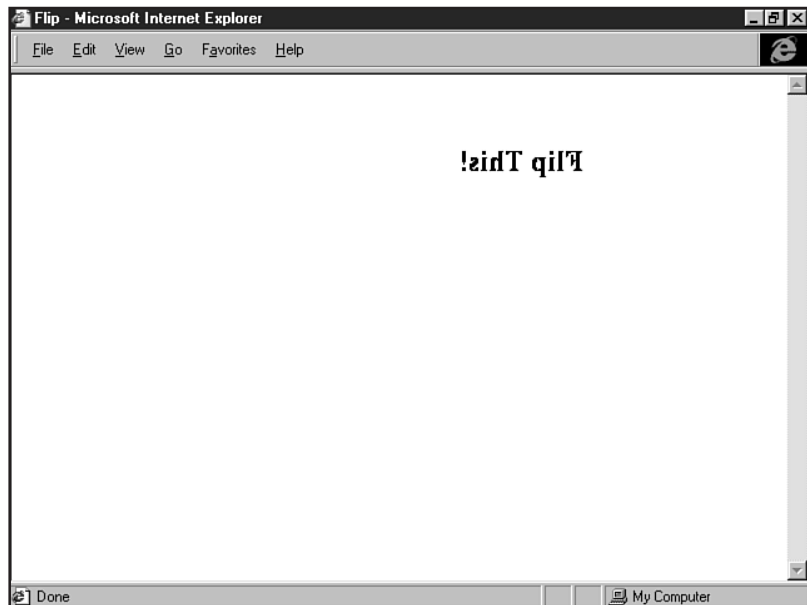 Flip - Microsoft Internet Explorer
File Edit View Go Favorites Help
Flip This!
Done
My Computer